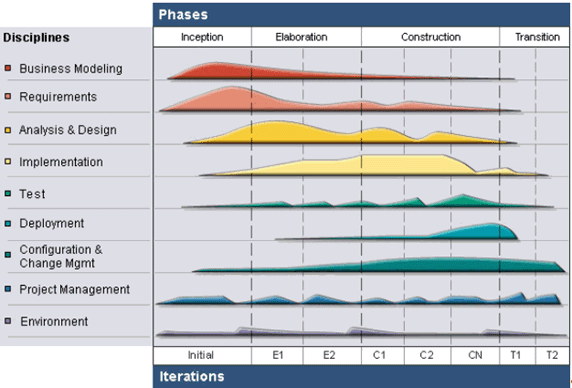 Phases
Disciplines
Inception Elaboration Construction Transition
Business Modeling
Requirements
Analysis & Design
Implementation
Test
Deployment
Configuration &
Change Mgmt
Project Management
Environment
Initial E1 E2 C1 C2 CN T1 T2
Iterations